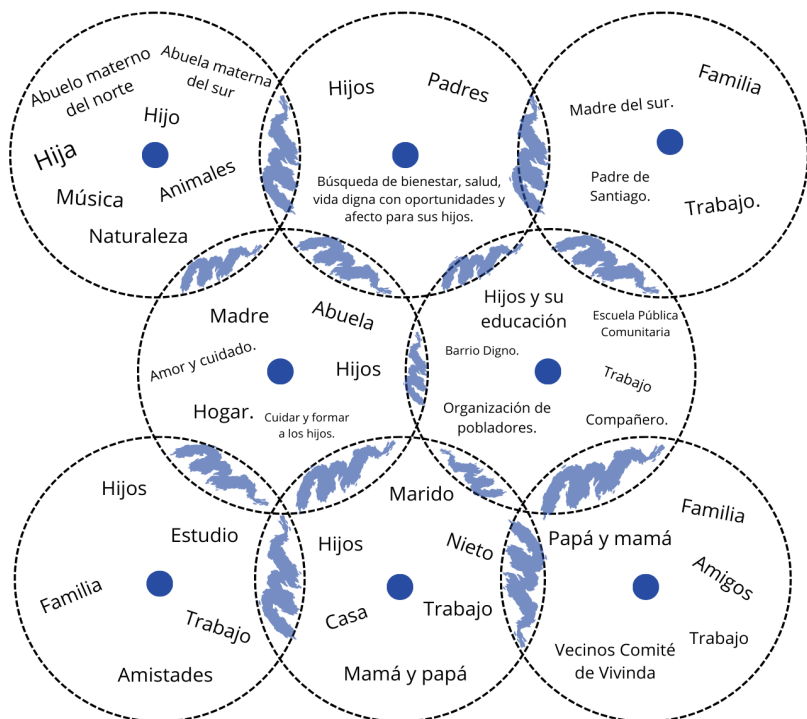 Abuelo materno
del norte
Abuela materna
del sur
Hijo
Hija
Animales
Música
Naturaleza
Hijos
Padres
Búsqueda de bienestar, salud,
vida digna con oportunidades y
afecto para sus hijos.
Familia
Madre del sur.
Padre de
Santiago.
Trabajo.
Madre
Abuela
Amor y cuidado.
Hijos
Hogar.
Cuidar y formar
a los hijos.
Hijos y su
educación
Escuela Pública
Comunitaria
Barrio Digno.
Trabajo
Organización de
pobladores.
Compañero.
Hijos
Estudio
Familia
Trabajo
Amistades
Marido
Hijos
Nieto
Casa
Trabajo
Mamá y papá
Familia
Papá y mamá
Amigos
Trabajo
Vecinos Comité
de Vivinda